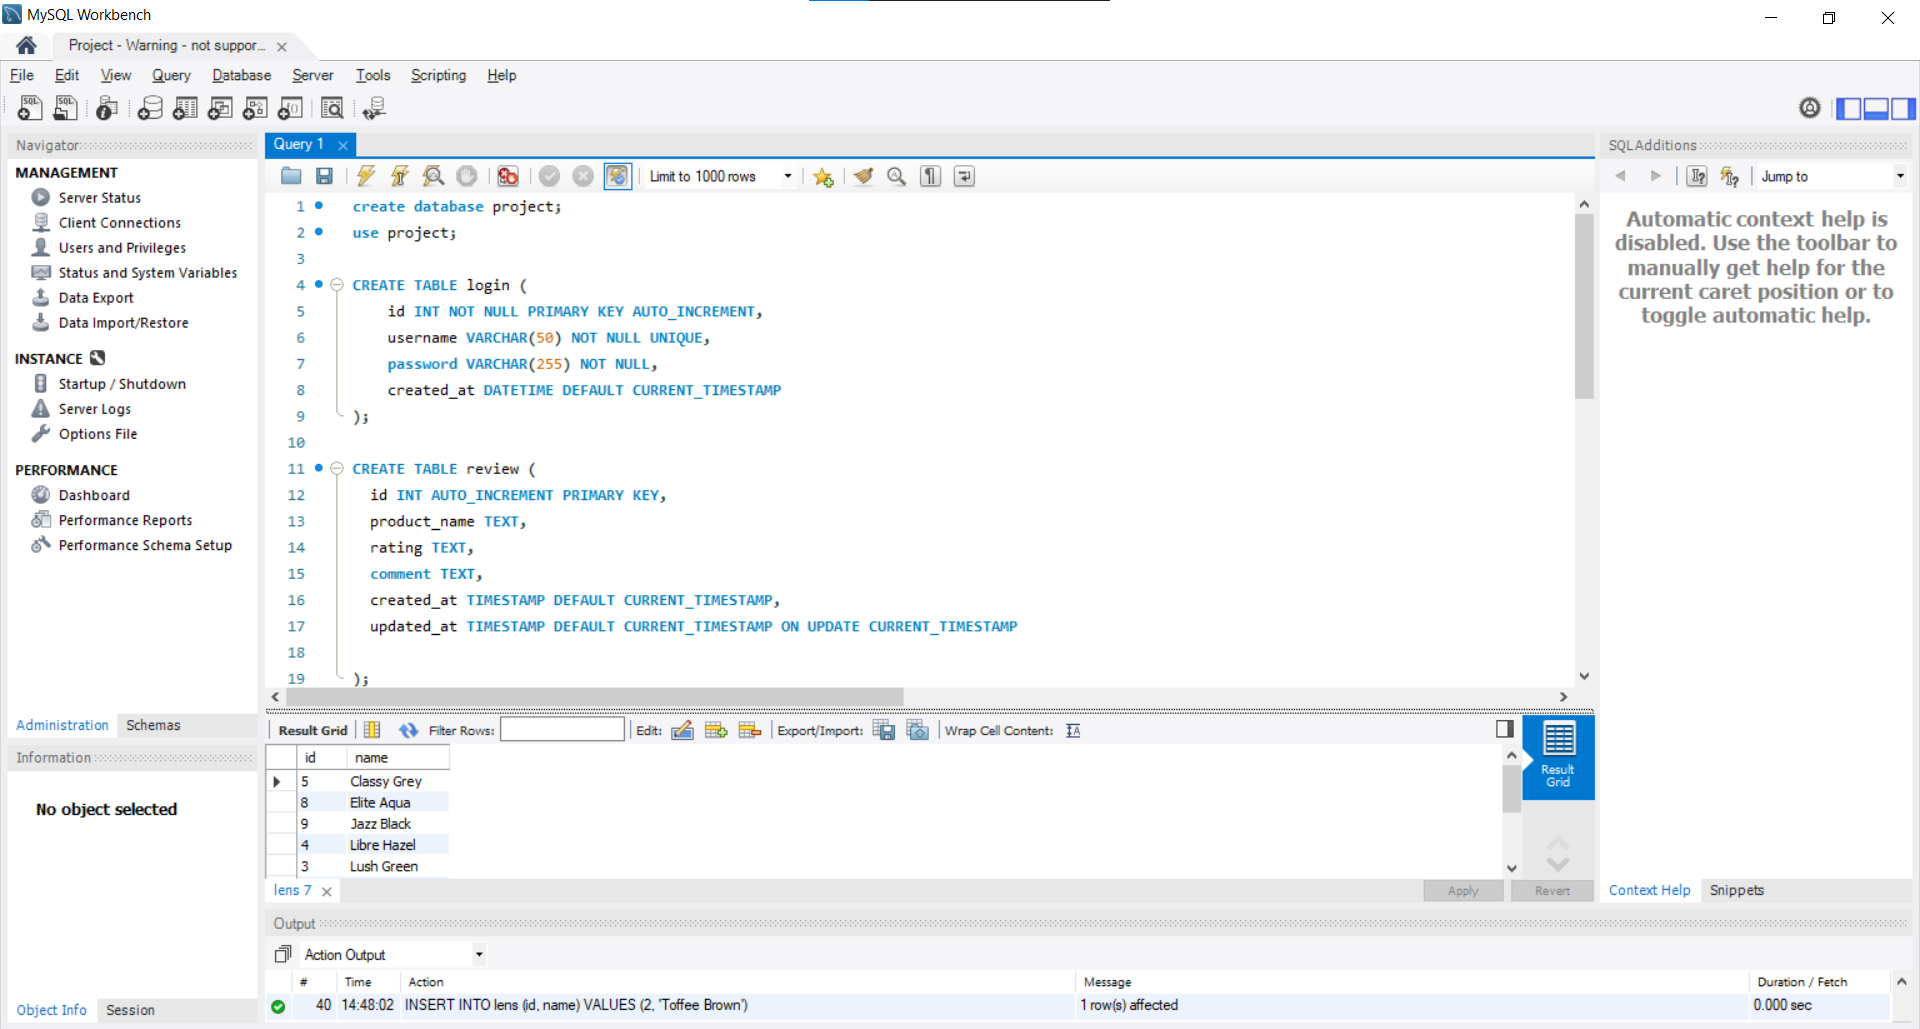 MySQL Workbench
Project - Warning - not suppor...
File Edit View Query Database Server Tools Scripting Help
Navigator
MANAGEMENT
Server Status
Client Connections
Users and Privileges
Status and System Variables
Data Export
Data Import/Restore
INSTANCE
Startup / Shutdown
Server Logs
Options File
PERFORMANCE
Dashboard
Performance Reports
Performance Schema Setup
Administration Schemas
Information
No object selected
Object Info Session
Query 1
Limit to 1000 rows
1 create database project;
2 use project;
3
4 CREATE TABLE login (
5 id INT NOT NULL PRIMARY KEY AUTO_INCREMENT,
6 username VARCHAR(50) NOT NULL UNIQUE,
7 password VARCHAR(255) NOT NULL,
8 created_at DATETIME DEFAULT CURRENT_TIMESTAMP
9 );
10
11 CREATE TABLE review (
12 id INT AUTO_INCREMENT PRIMARY KEY,
13 product_name TEXT,
14 rating TEXT,
15 comment TEXT,
16 created_at TIMESTAMP DEFAULT CURRENT_TIMESTAMP,
17 updated_at TIMESTAMP DEFAULT CURRENT_TIMESTAMP ON UPDATE CURRENT_TIMESTAMP
18
19 );
Result Grid Filter Rows: Edit: Export/Import: Wrap Cell Content:
id name
5 Classy Grey
8 Elite Aqua
9 Jazz Black
4 Libre Hazel
3 Lush Green
Result
Grid
lens 7
Apply Revert
SQLAdditions
Jump to
Automatic context help is
disabled. Use the toolbar to
manually get help for the
current caret position or to
toggle automatic help.
Context Help Snippets
Output
Action Output
# Time Action Message Duration / Fetch
40 14:48:02 INSERT INTO lens (id, name) VALUES (2, 'Toffee Brown') 1 row(s) affected 0.000 sec